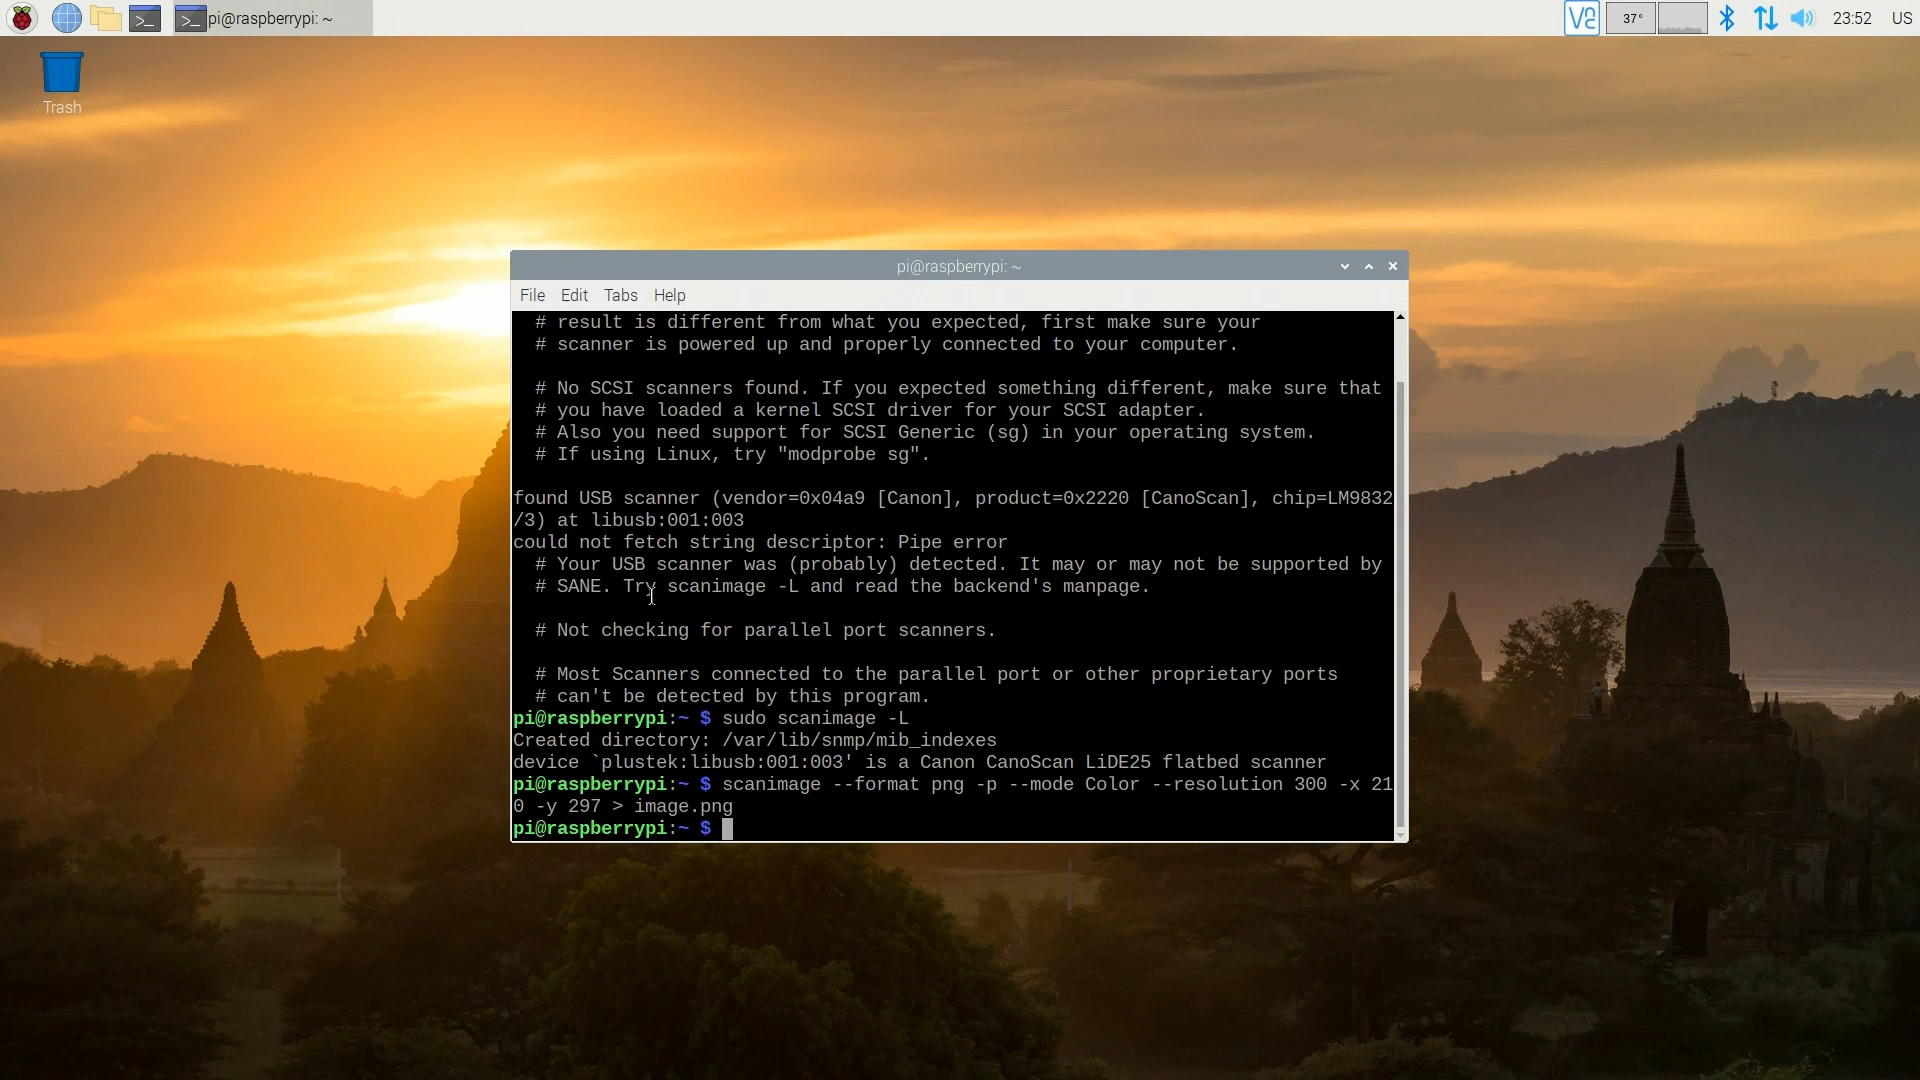 pi@raspberrypi: ~
37°
23:52
US
Trash
pi@raspberrypi: ~
File Edit Tabs Help
# result is different from what you expected, first make sure your
# scanner is powered up and properly connected to your computer.
# No SCSI scanners found. If you expected something different, make sure that
# you have loaded a kernel SCSI driver for your SCSI adapter.
# Also you need support for SCSI Generic (sg) in your operating system.
# If using Linux, try "modprobe sg".
found USB scanner (vendor=0x04a9 [Canon], product=0x2220 [CanoScan], chip=LM9832
/3) at libusb:001:003
could not fetch string descriptor: Pipe error
# Your USB scanner was (probably) detected. It may or may not be supported by
# SANE. Try scanimage -L and read the backend's manpage.
# Not checking for parallel port scanners.
# Most Scanners connected to the parallel port or other proprietary ports
# can't be detected by this program.
pi@raspberrypi:~ $ sudo scanimage -L
Created directory: /var/lib/snmp/mib_indexes
device `plustek:libusb:001:003' is a Canon CanoScan LiDE25 flatbed scanner
pi@raspberrypi:~ $ scanimage --format png -p --mode Color --resolution 300 -x 21
0 -y 297 > image.png
pi@raspberrypi:~ $